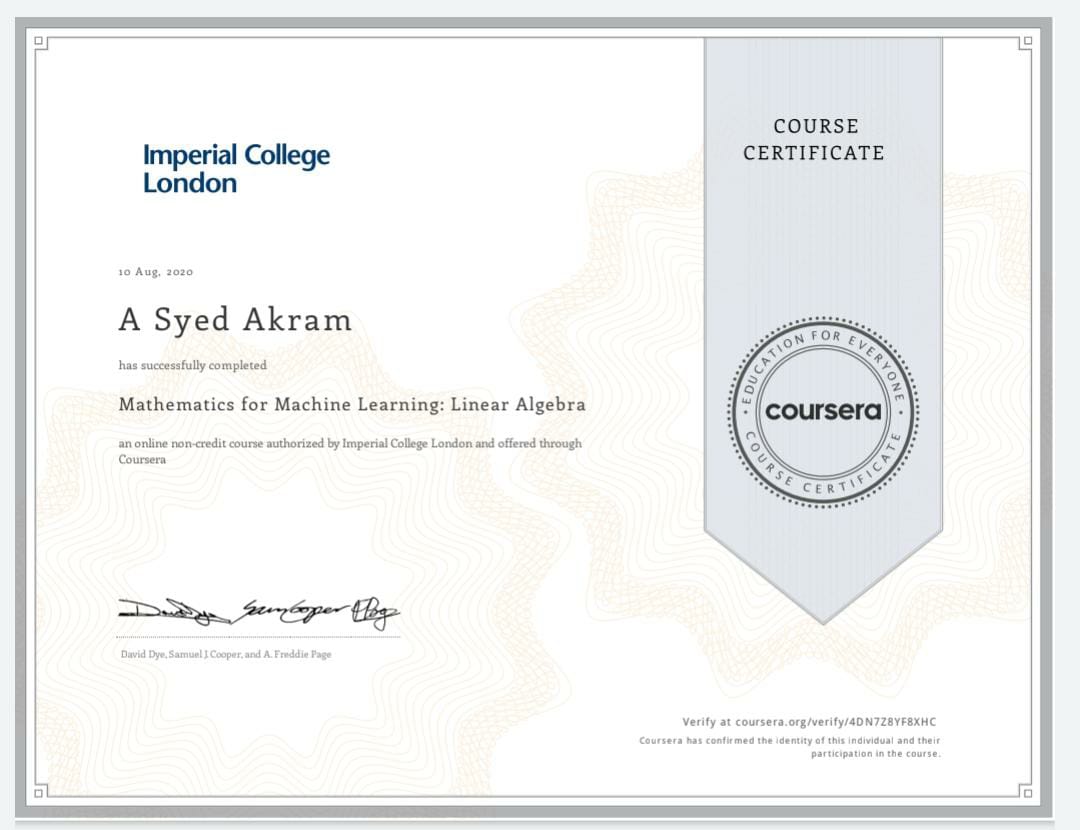 COURSE
CERTIFICATE
Imperial College
London
10 Aug, 2020
A Syed Akram
has successfully completed
Mathematics for Machine Learning: Linear Algebra
an online non-credit course authorized by Imperial College London and offered through
Coursera
EDUCATION FOR EVERYONE
coursera
COURSE CERTIFICATE
David Dye, Samuel J. Cooper, and A. Freddie Page
Verify at coursera.org/verify/4DN7Z8YF8XHC
Coursera has confirmed the identity of this individual and their
participation in the course.